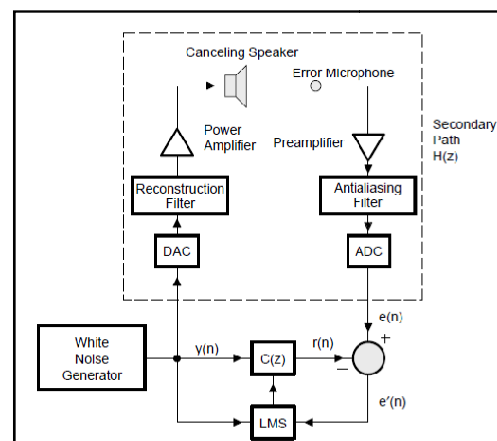 Canceling Speaker
Error Microphone
Power
Amplifier
Preamplifier
Secondary
Path
H(z)
Reconstruction
Filter
Antialiasing
Filter
DAC
ADC
e(n)
White
Noise
Generator
y(n)
C(z)
r(n)
+
−
e′(n)
LMS